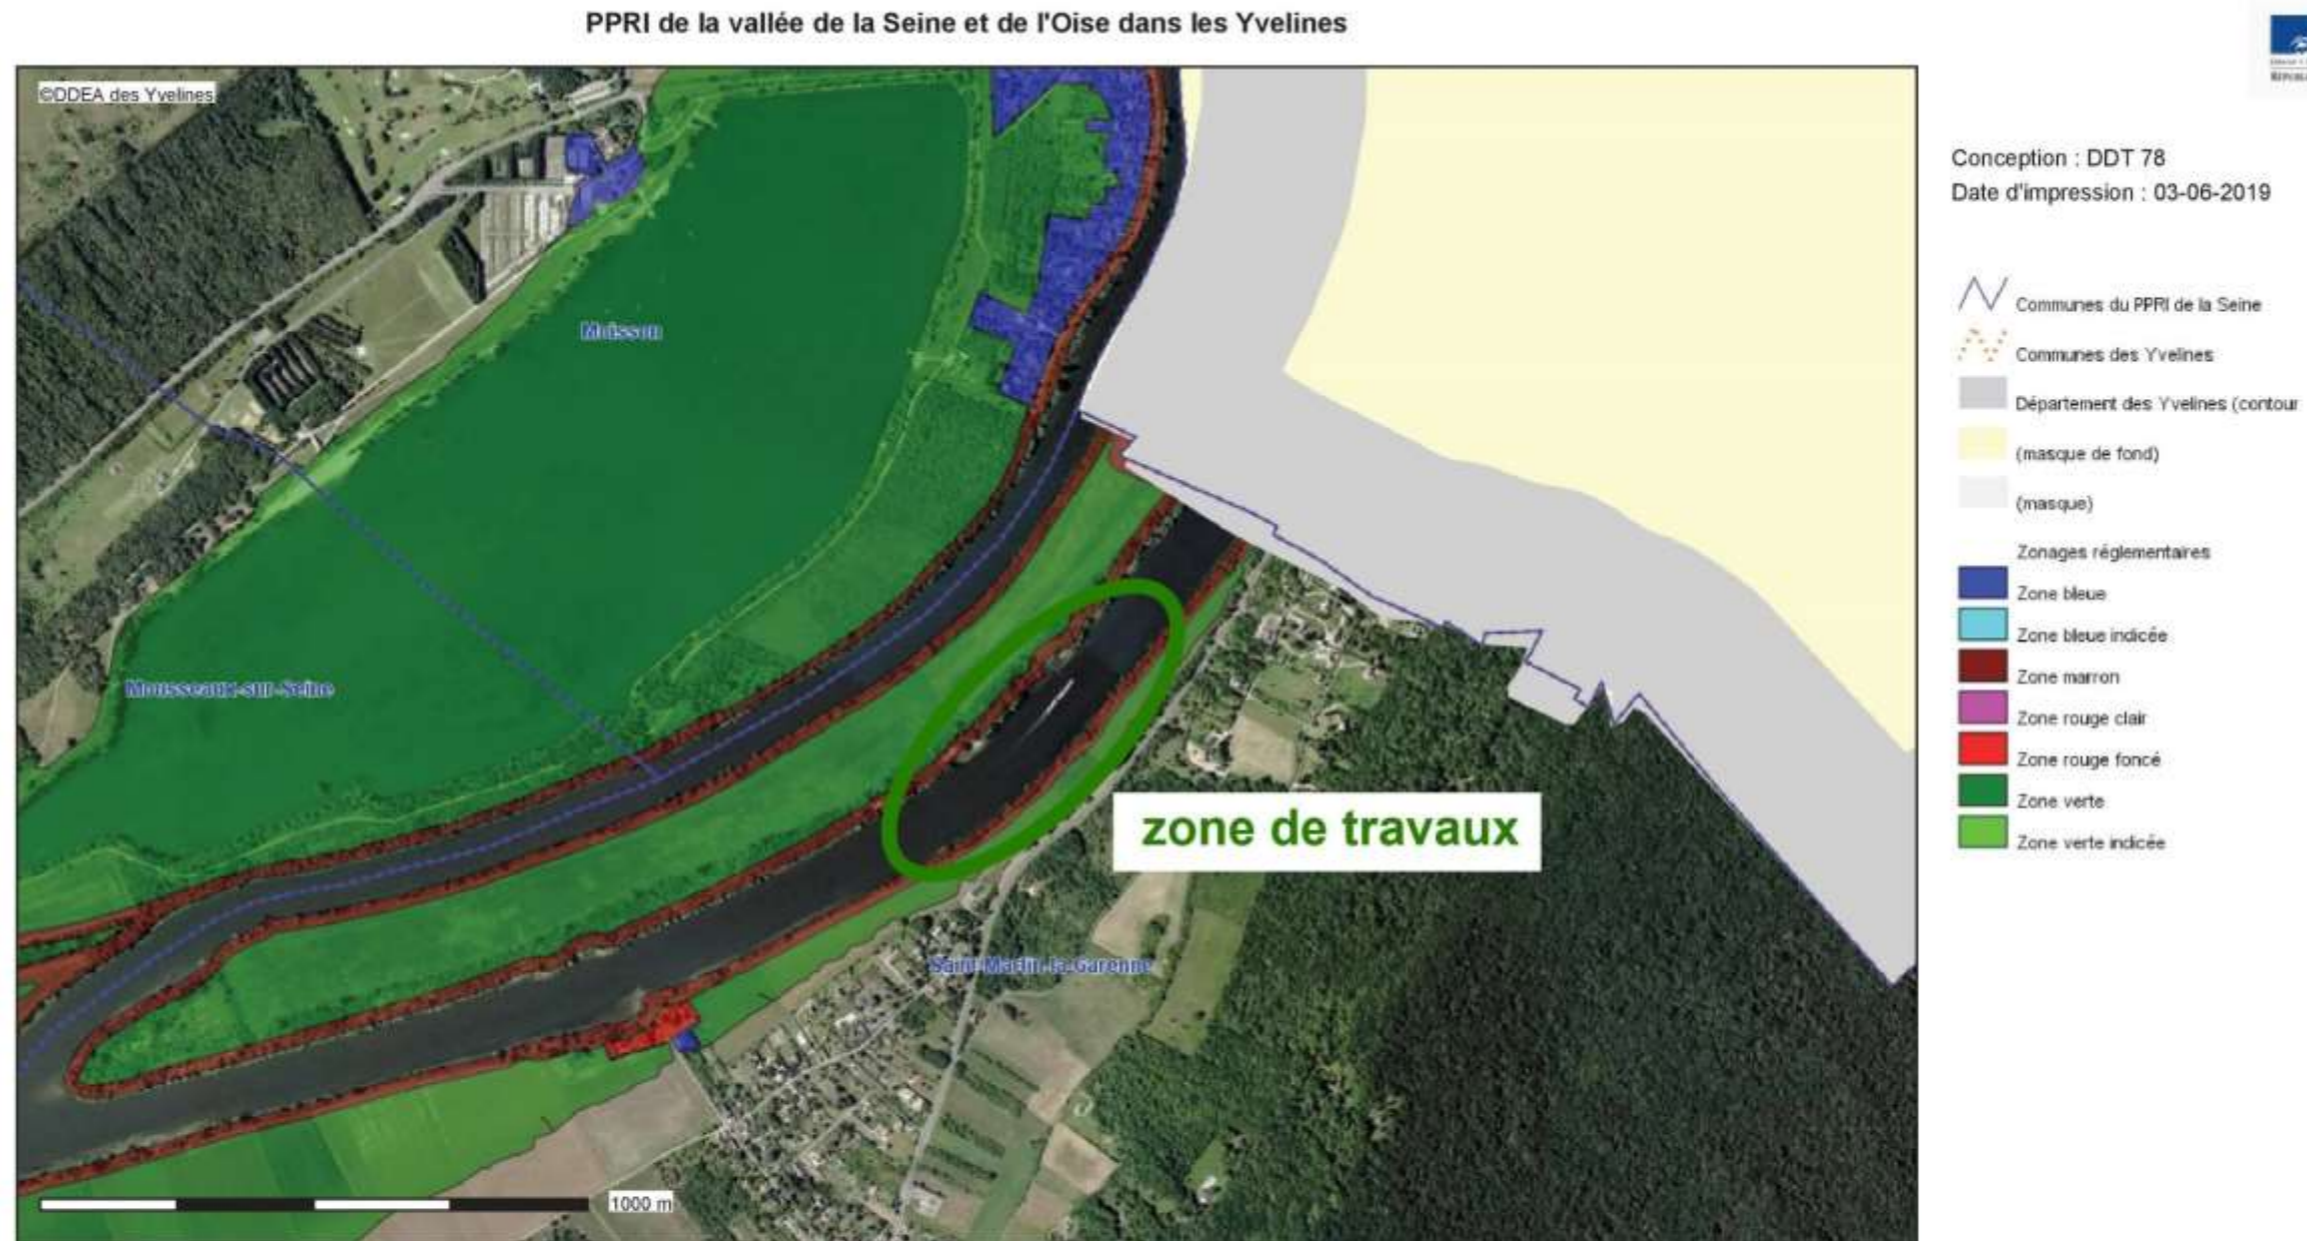 PPRI de la vallée de la Seine et de l'Oise dans les Yvelines
©DDEA des Yvelines
Conception : DDT 78
Date d'impression : 03-06-2019
Communes du PPRI de la Seine
Communes des Yvelines
Département des Yvelines (contour
(masque de fond)
(masque)
Zonages réglementaires
Zone bleue
Zone bleue indicée
Zone marron
Zone rouge clair
Zone rouge foncé
Zone verte
Zone verte indicée
Moisson
Mousseaux-sur-Seine
zone de travaux
Saint-Martin-la-Garenne
1000 m